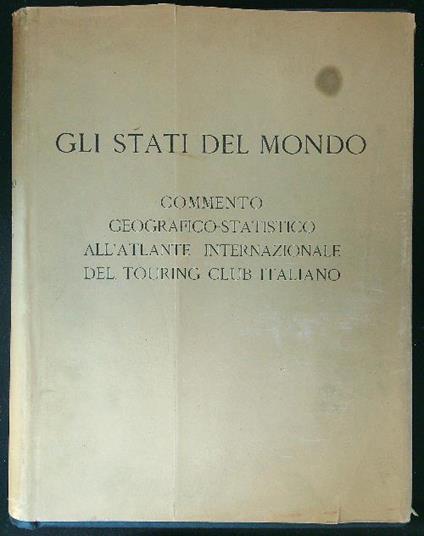 GLI STATI DEL MONDO
COMMENTO
GEOGRAFICO-STATISTICO
ALL'ATLANTE INTERNAZIONALE
DEL TOURING CLUB ITALIANO